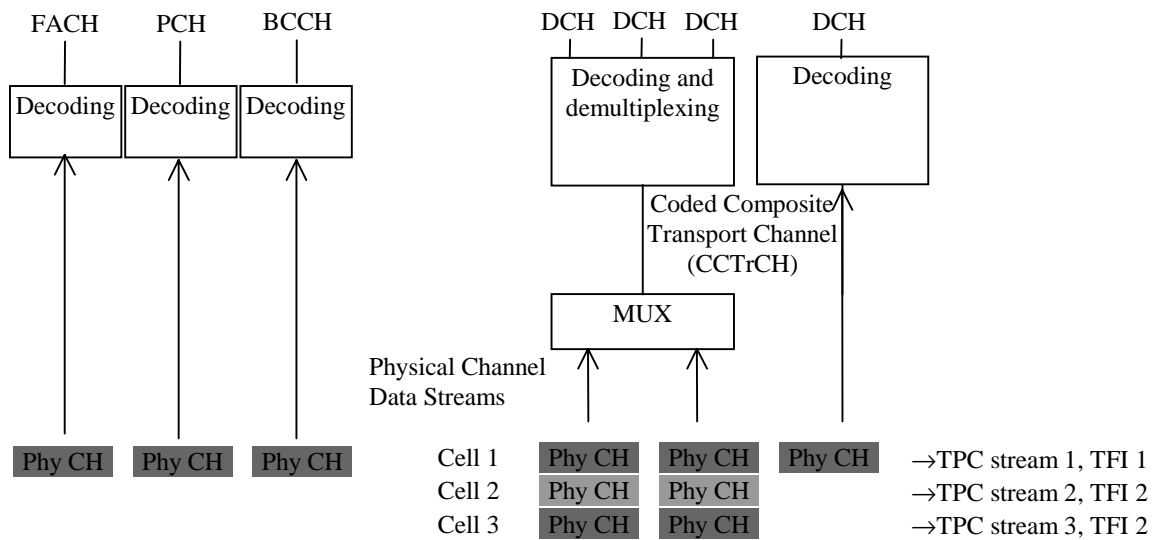 FACH PCH BCCH DCH DCH DCH DCH
Decoding Decoding Decoding Decoding and demultiplexing Decoding
Coded Composite
Transport Channel
(CCTrCH)
MUX
Physical Channel
Data Streams
Phy CH Phy CH Phy CH Cell 1 Phy CH Phy CH Phy CH →TPC stream 1, TFI 1
Cell 2 Phy CH Phy CH →TPC stream 2, TFI 2
Cell 3 Phy CH Phy CH →TPC stream 3, TFI 2